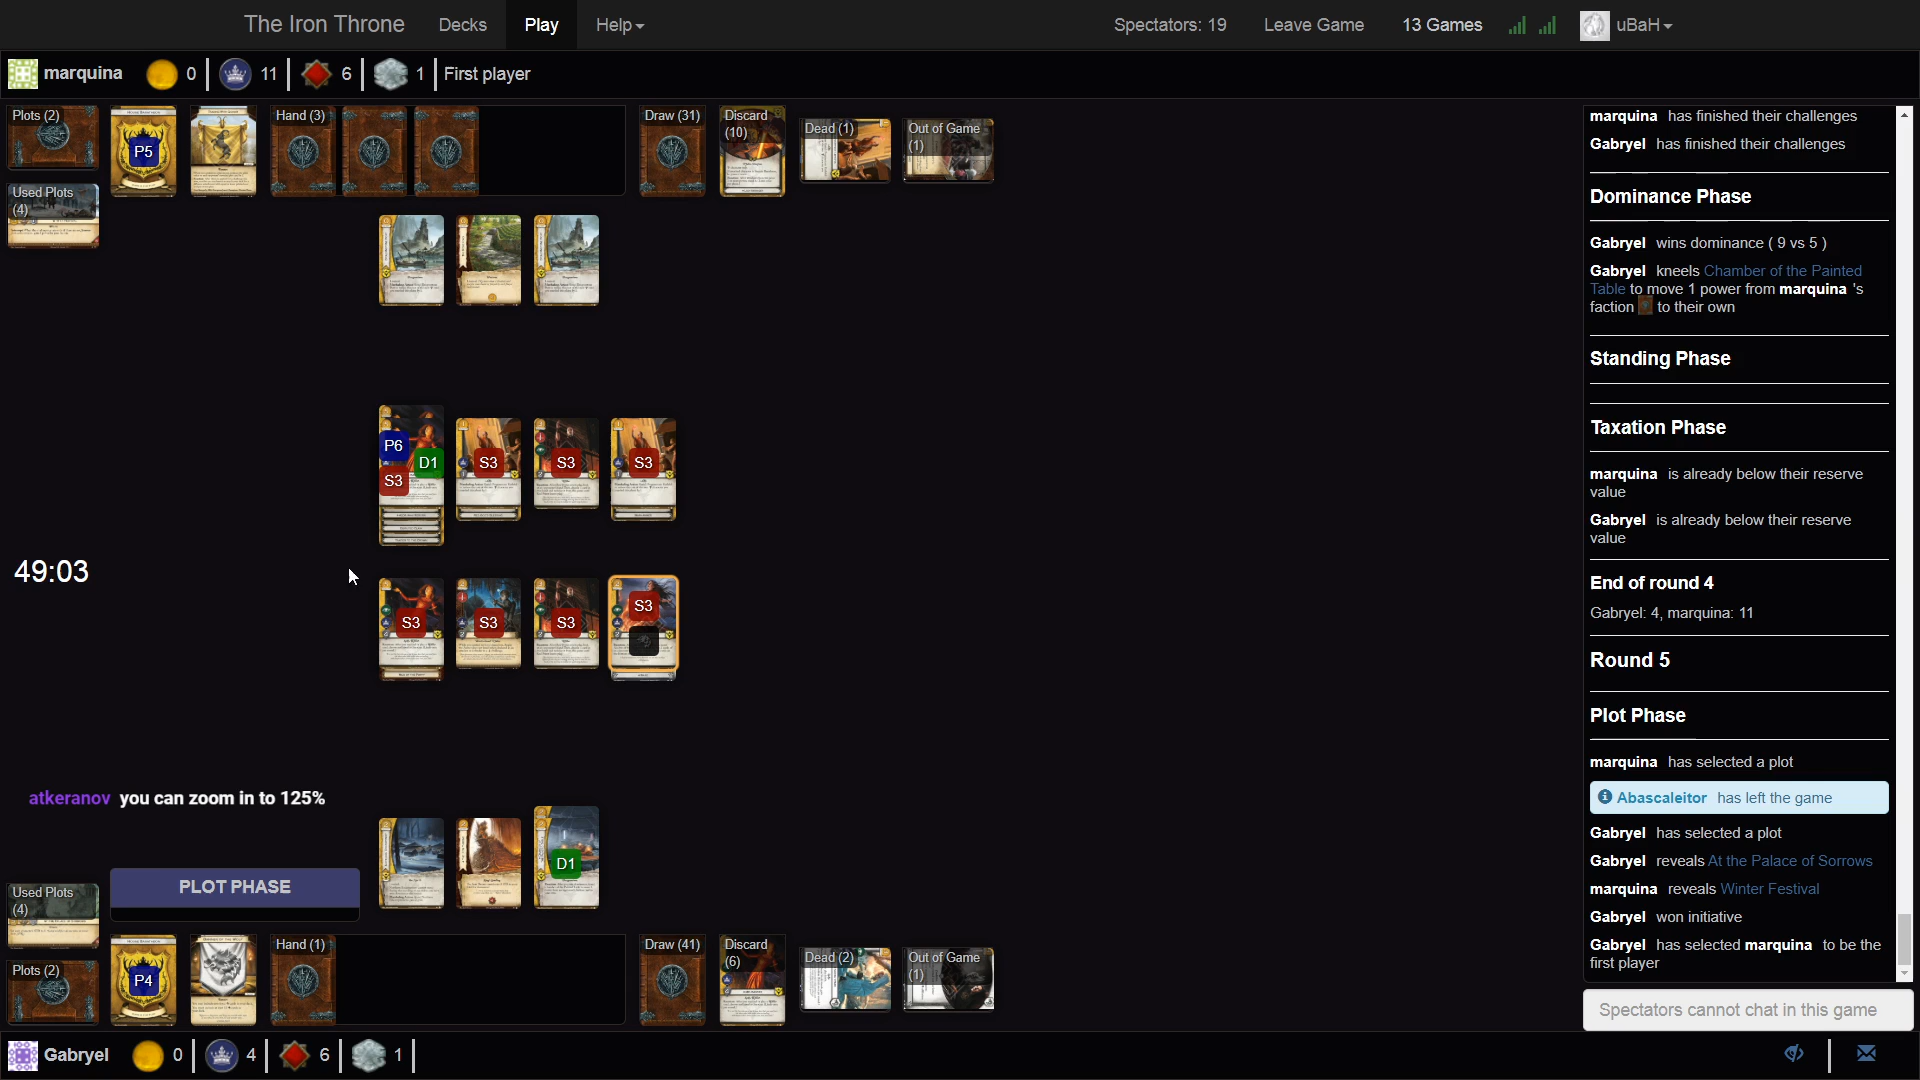 The Iron Throne
Decks
Play
Help
Spectators: 19
Leave Game
13 Games
uBaH
marquina
0
11
6
1
First player
Plots (2)
P5
Hand (3)
Draw (31)
Discard
(10)
Dead (1)
Out of Game
(1)
Used Plots
(4)
P6
D1
S3
S3
S3
S3
49:03
S3
S3
S3
S3
atkeranov you can zoom in to 125%
D1
PLOT PHASE
Used Plots
(4)
Plots (2)
P4
Hand (1)
Draw (41)
Discard
(6)
Dead (2)
Out of Game
(1)
Gabryel
0
4
6
1
marquina has finished their challenges
Gabryel has finished their challenges
Dominance Phase
Gabryel wins dominance ( 9 vs 5 )
Gabryel kneels Chamber of the Painted
Table to move 1 power from marquina 's
faction to their own
Standing Phase
Taxation Phase
marquina is already below their reserve
value
Gabryel is already below their reserve
value
End of round 4
Gabryel: 4, marquina: 11
Round 5
Plot Phase
marquina has selected a plot
Abascaleitor has left the game
Gabryel has selected a plot
Gabryel reveals At the Palace of Sorrows
marquina reveals Winter Festival
Gabryel won initiative
Gabryel has selected marquina to be the
first player
Spectators cannot chat in this game